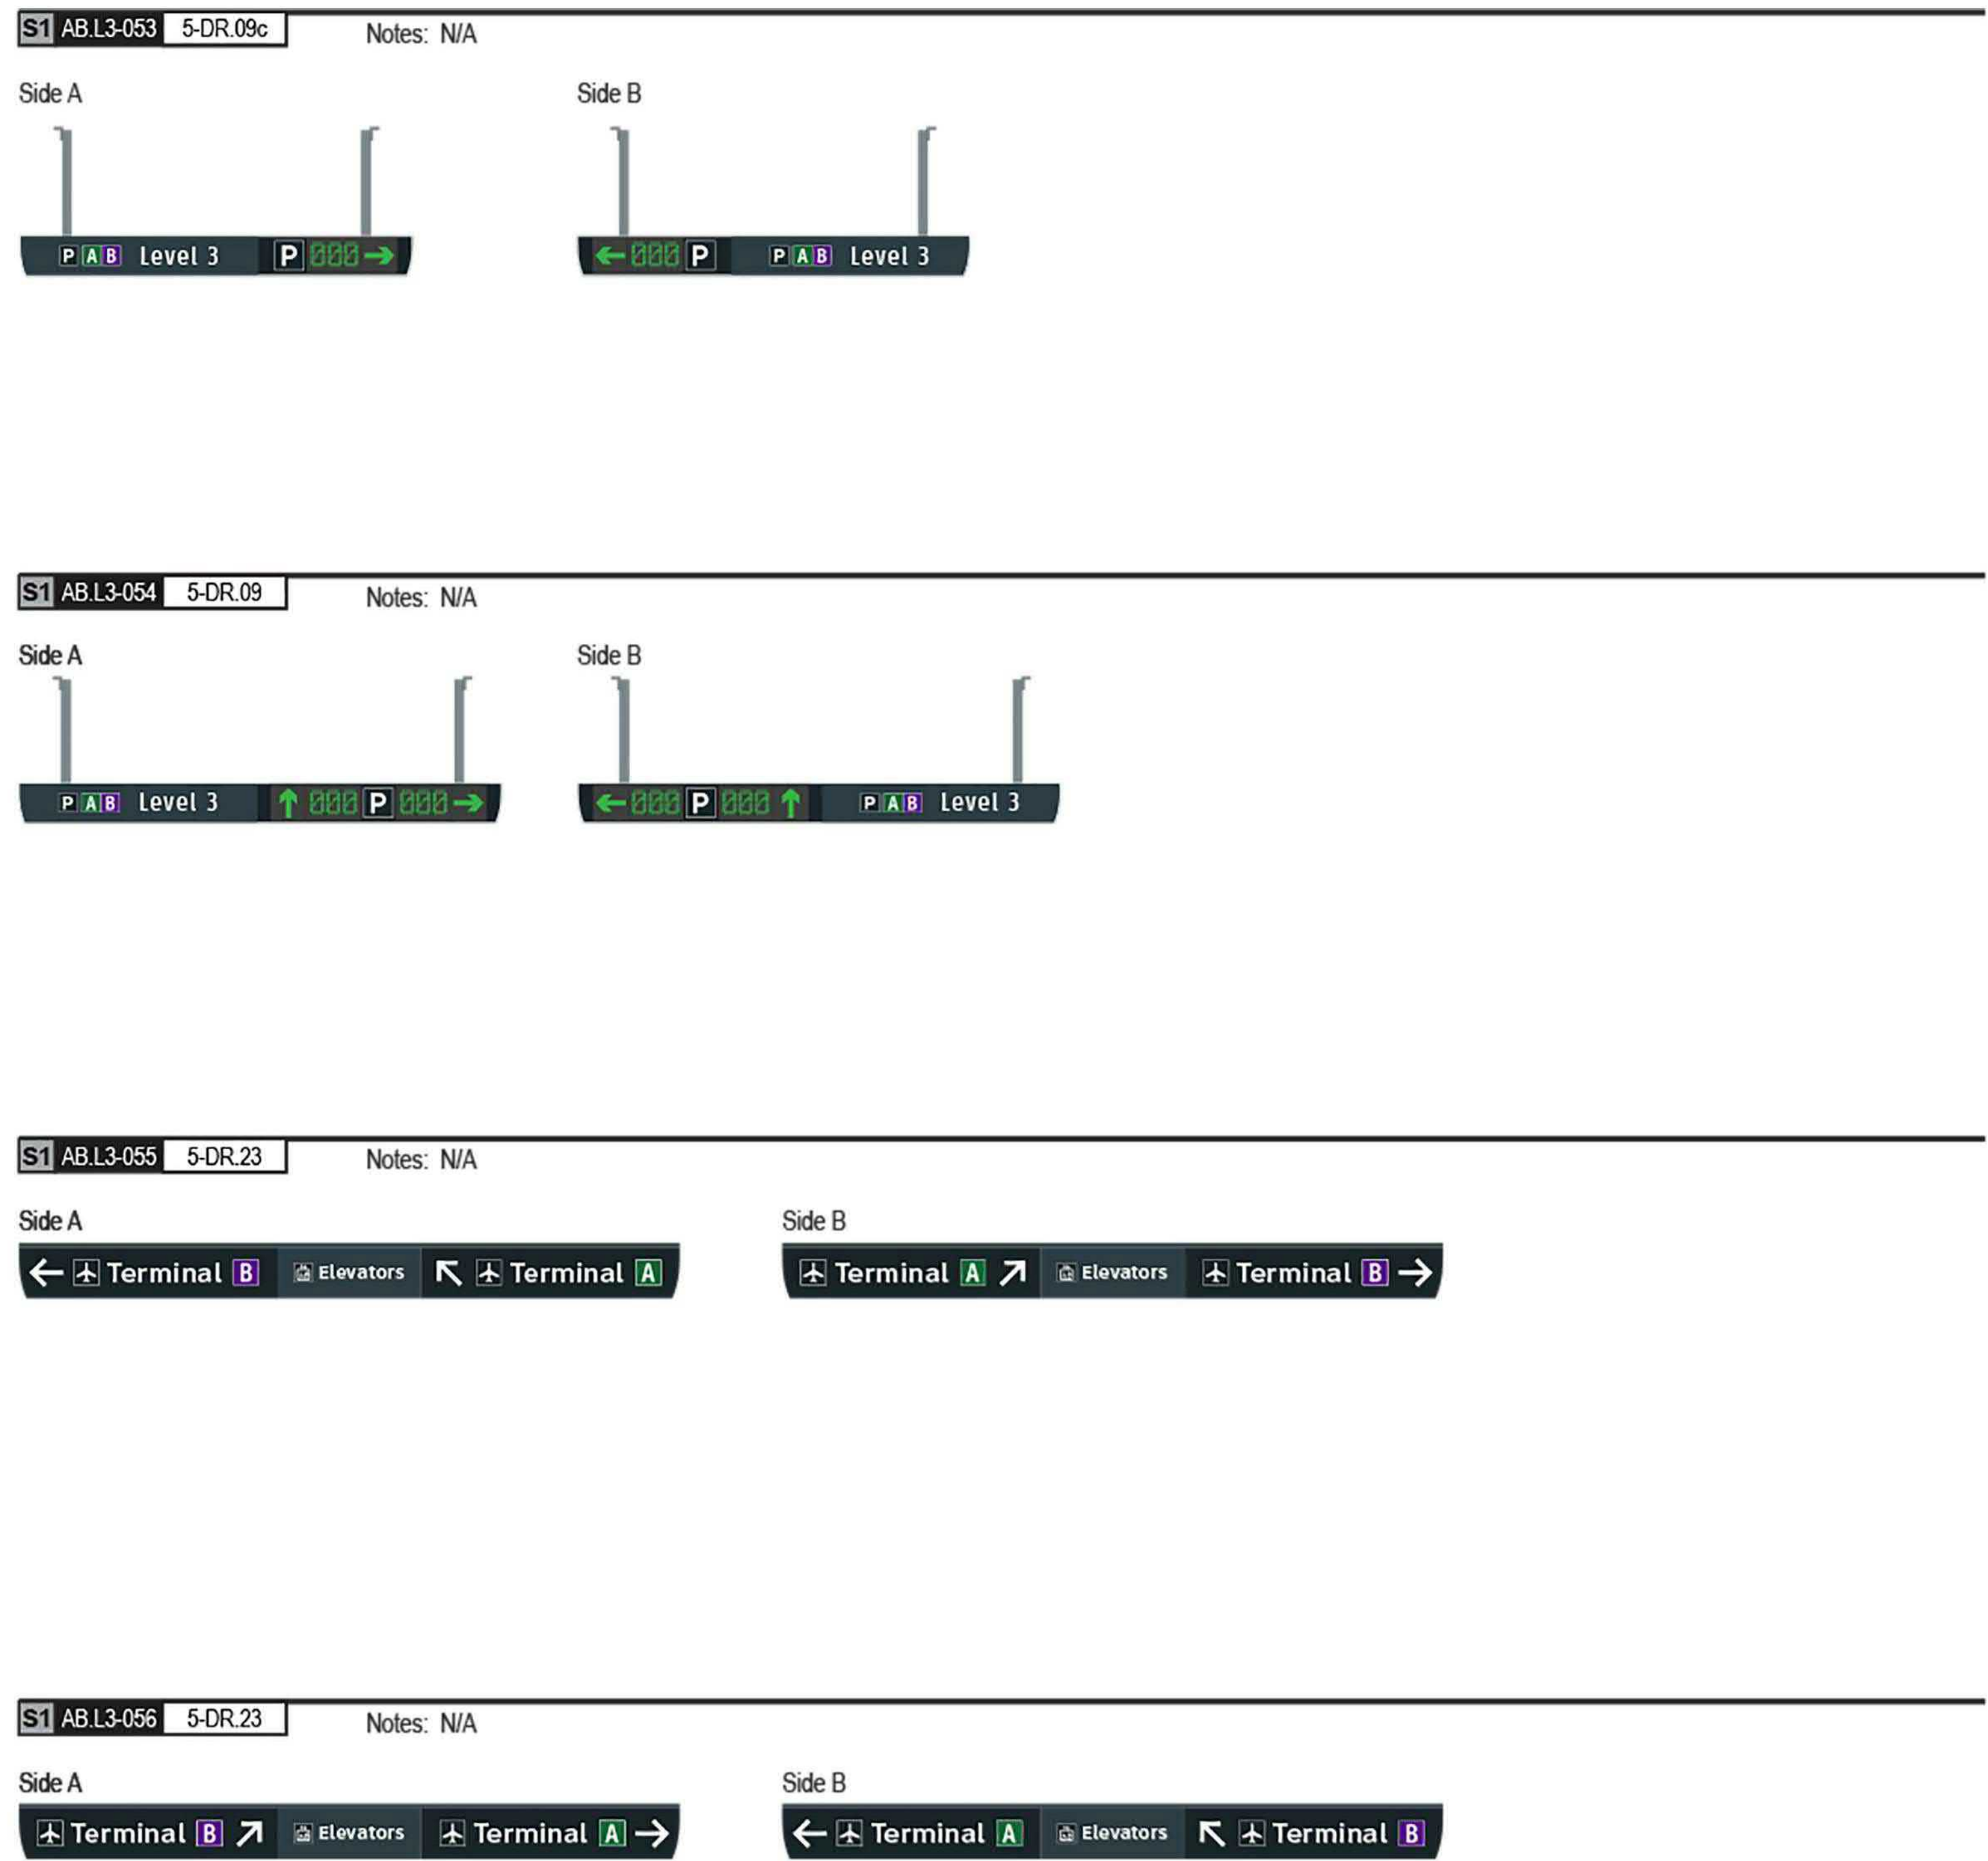 S1 AB.L3-053 5-DR.09c Notes: N/A
Side A Side B
P A B Level 3 P 000 → ← 000 P P A B Level 3
S1 AB.L3-054 5-DR.09 Notes: N/A
Side A Side B
P A B Level 3 ↑ 000 P 000 → ← 000 P 000 ↑ P A B Level 3
S1 AB.L3-055 5-DR.23 Notes: N/A
Side A Side B
← Terminal B Elevators ↖ Terminal A Terminal A ↗ Elevators Terminal B →
S1 AB.L3-056 5-DR.23 Notes: N/A
Side A Side B
Terminal B ↗ Elevators Terminal A → ← Terminal A Elevators ↖ Terminal B